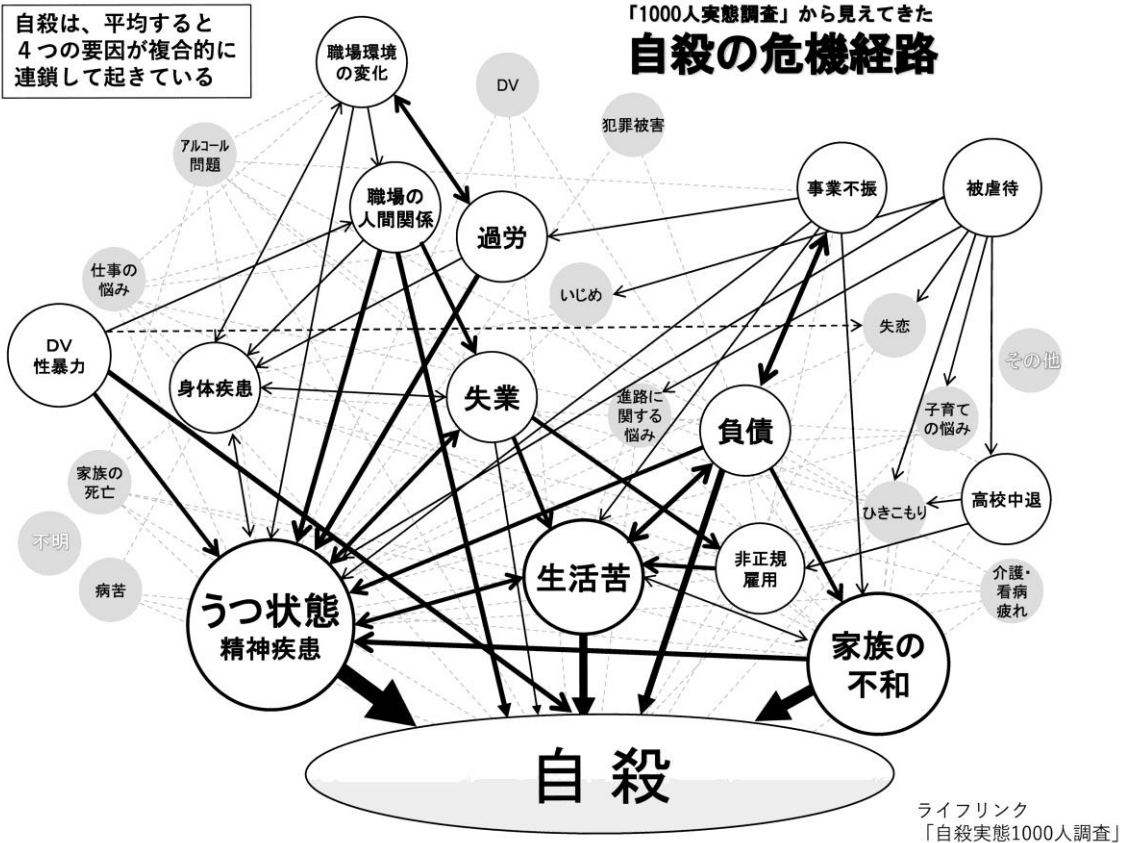 自殺は、平均すると
４つの要因が複合的に
連鎖して起きている
「1000人実態調査」から見えてきた
自殺の危機経路
職場環境
の変化
DV
犯罪被害
アルコール
問題
職場の
人間関係
過労
事業不振
被虐待
仕事の
悩み
いじめ
失恋
DV
性暴力
その他
身体疾患
失業
進路に
関する
悩み
負債
子育て
の悩み
家族の
死亡
高校中退
ひきこもり
不明
病苦
うつ状態
精神疾患
生活苦
非正規
雇用
介護・
看病
疲れ
家族の
不和
自殺
ライフリンク
「自殺実態1000人調査」